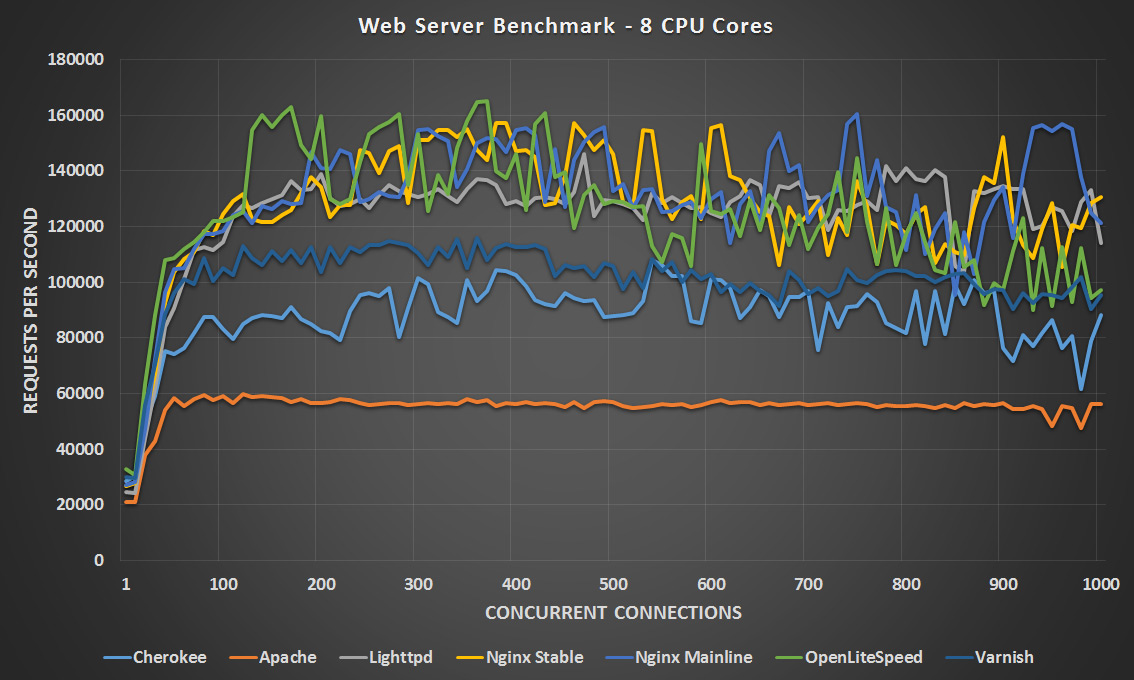 Web Server Benchmark - 8 CPU Cores
REQUESTS PER SECOND
180000
160000
140000
120000
100000
80000
60000
40000
20000
0
1 100 200 300 400 500 600 700 800 900 1000
CONCURRENT CONNECTIONS
Cherokee Apache Lighttpd Nginx Stable Nginx Mainline OpenLiteSpeed Varnish